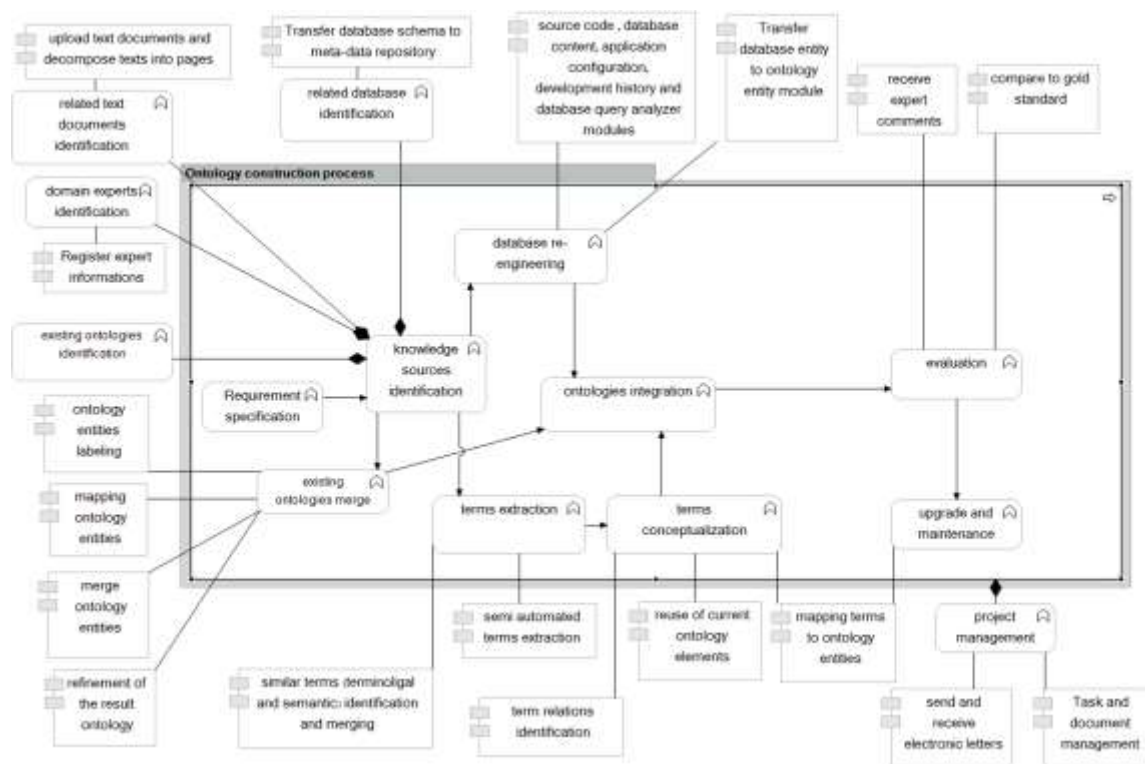 upload text documents and
decompose texts into pages
Transfer database schema to
meta-data repository
source code , database
content, application
configuration,
development history and
database query analyzer
modules
Transfer
database entity
to ontology
entity module
receive
expert
comments
compare to gold
standard
related text
documents
identification
related database
identification
Ontology construction process
domain experts
identification
Register expert
informations
database re-
engineering
existing ontologies
identification
knowledge
sources
identification
Requirement
specification
ontologies integration
evaluation
ontology
entities
labeling
existing
ontologies merge
mapping
ontology
entities
terms extraction
terms
conceptualization
upgrade and
maintenance
merge
ontology
entities
semi automated
terms extraction
reuse of current
ontology
elements
mapping terms
to ontology
entities
project
management
refinement of
the result
ontology
similar terms (terminoligal
and semantic) identification
and merging
term relations
identification
send and
receive
electronic letters
Task and
document
management